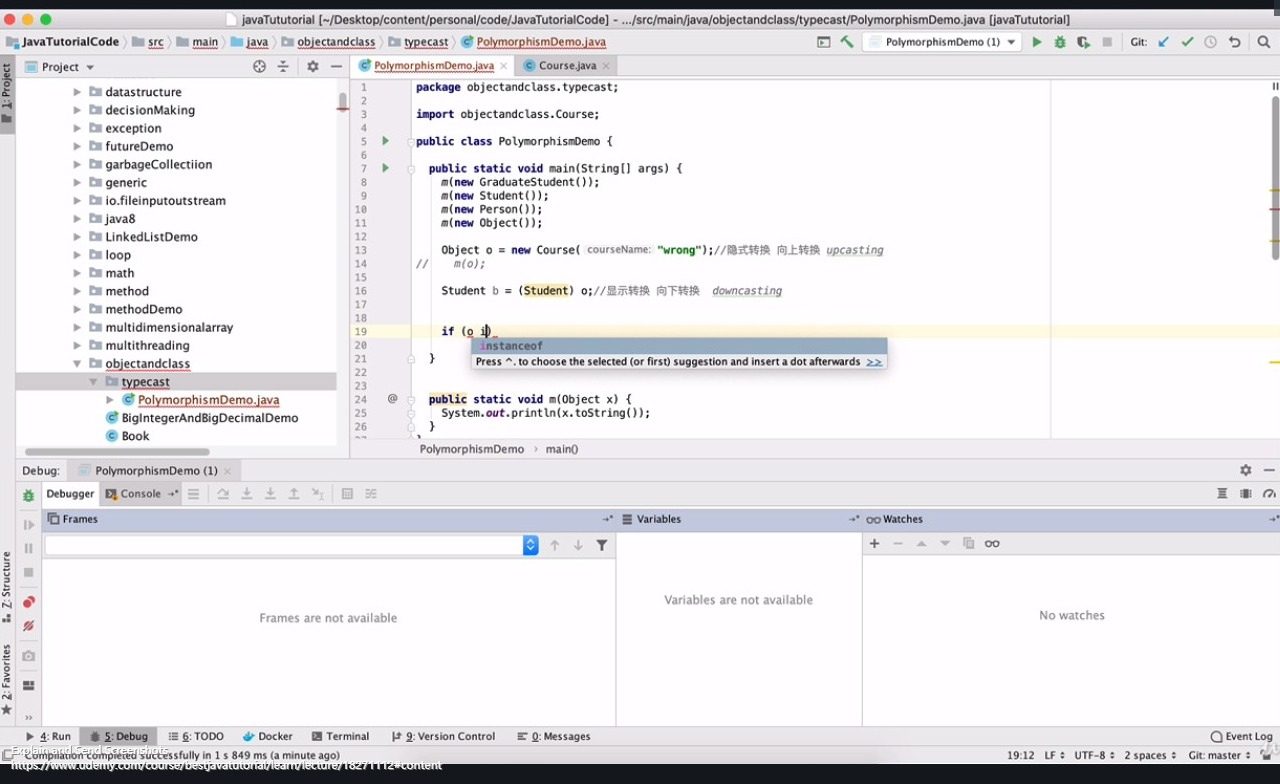 javaTututorial [~/Desktop/content/personal/code/JavaTutorialCode] - .../src/main/java/objectandclass/typecast/PolymorphismDemo.java [javaTututorial]
JavaTutorialCode src main java objectandclass typecast PolymorphismDemo.java PolymorphismDemo (1) Git:
1: Project
Project
PolymorphismDemo.java Course.java
datastructure
decisionMaking
exception
futureDemo
garbageCollectiion
generic
io.fileinputoutstream
java8
LinkedListDemo
loop
math
method
methodDemo
multidimensionalarray
multithreading
objectandclass
typecast
PolymorphismDemo.java
BigIntegerAndBigDecimalDemo
Book
1 package objectandclass.typecast;
2
3 import objectandclass.Course;
4
5 public class PolymorphismDemo {
6
7 public static void main(String[] args) {
8 m(new GraduateStudent());
9 m(new Student());
10 m(new Person());
11 m(new Object());
12
13 Object o = new Course( courseName: "wrong");//隐式转换 向上转换 upcasting
14 // m(o);
15
16 Student b = (Student) o;//显示转换 向下转换 downcasting
17
18
19 if (o i)
20 instanceof
Press ^. to choose the selected (or first) suggestion and insert a dot afterwards >>
21 }
22
23
24 @ public static void m(Object x) {
25 System.out.println(x.toString());
26 }
PolymorphismDemo › main()
Debug: PolymorphismDemo (1)
Debugger Console
Frames Variables Watches
Frames are not available
Variables are not available
No watches
Z: Structure
2: Favorites
4: Run 5: Debug 6: TODO Docker Terminal 9: Version Control 0: Messages Event Log
Explain and Send Screenshots
Compilation completed successfully in 1 s 849 ms (a minute ago) 19:12 LF UTF-8 2 spaces Git: master
https://www.udemy.com/course/bestjavatutorial/learn/lecture/18271112#content